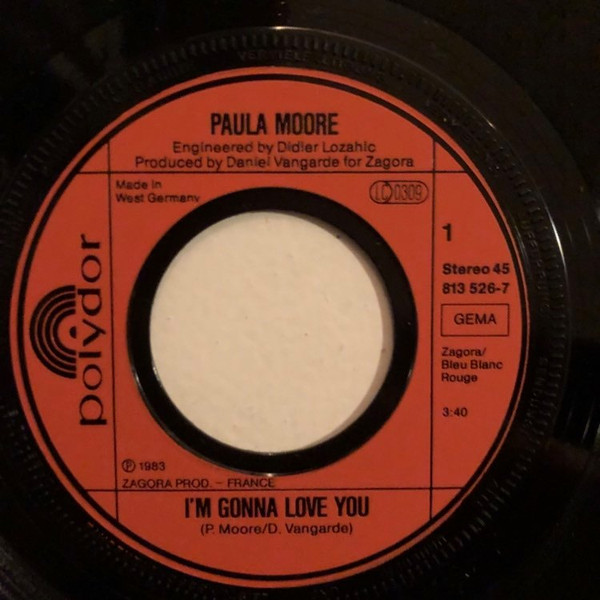 PAULA MOORE
Engineered by Didier Lozahic
Produced by Daniel Vangarde for Zagora
Made in
West Germany
LC 0309
1
Stereo 45
813 526-7
GEMA
Zagora/
Bleu Blanc
Rouge
3:40
polydor
℗ 1983
ZAGORA PROD. – FRANCE
I'M GONNA LOVE YOU
(P. Moore/D. Vangarde)